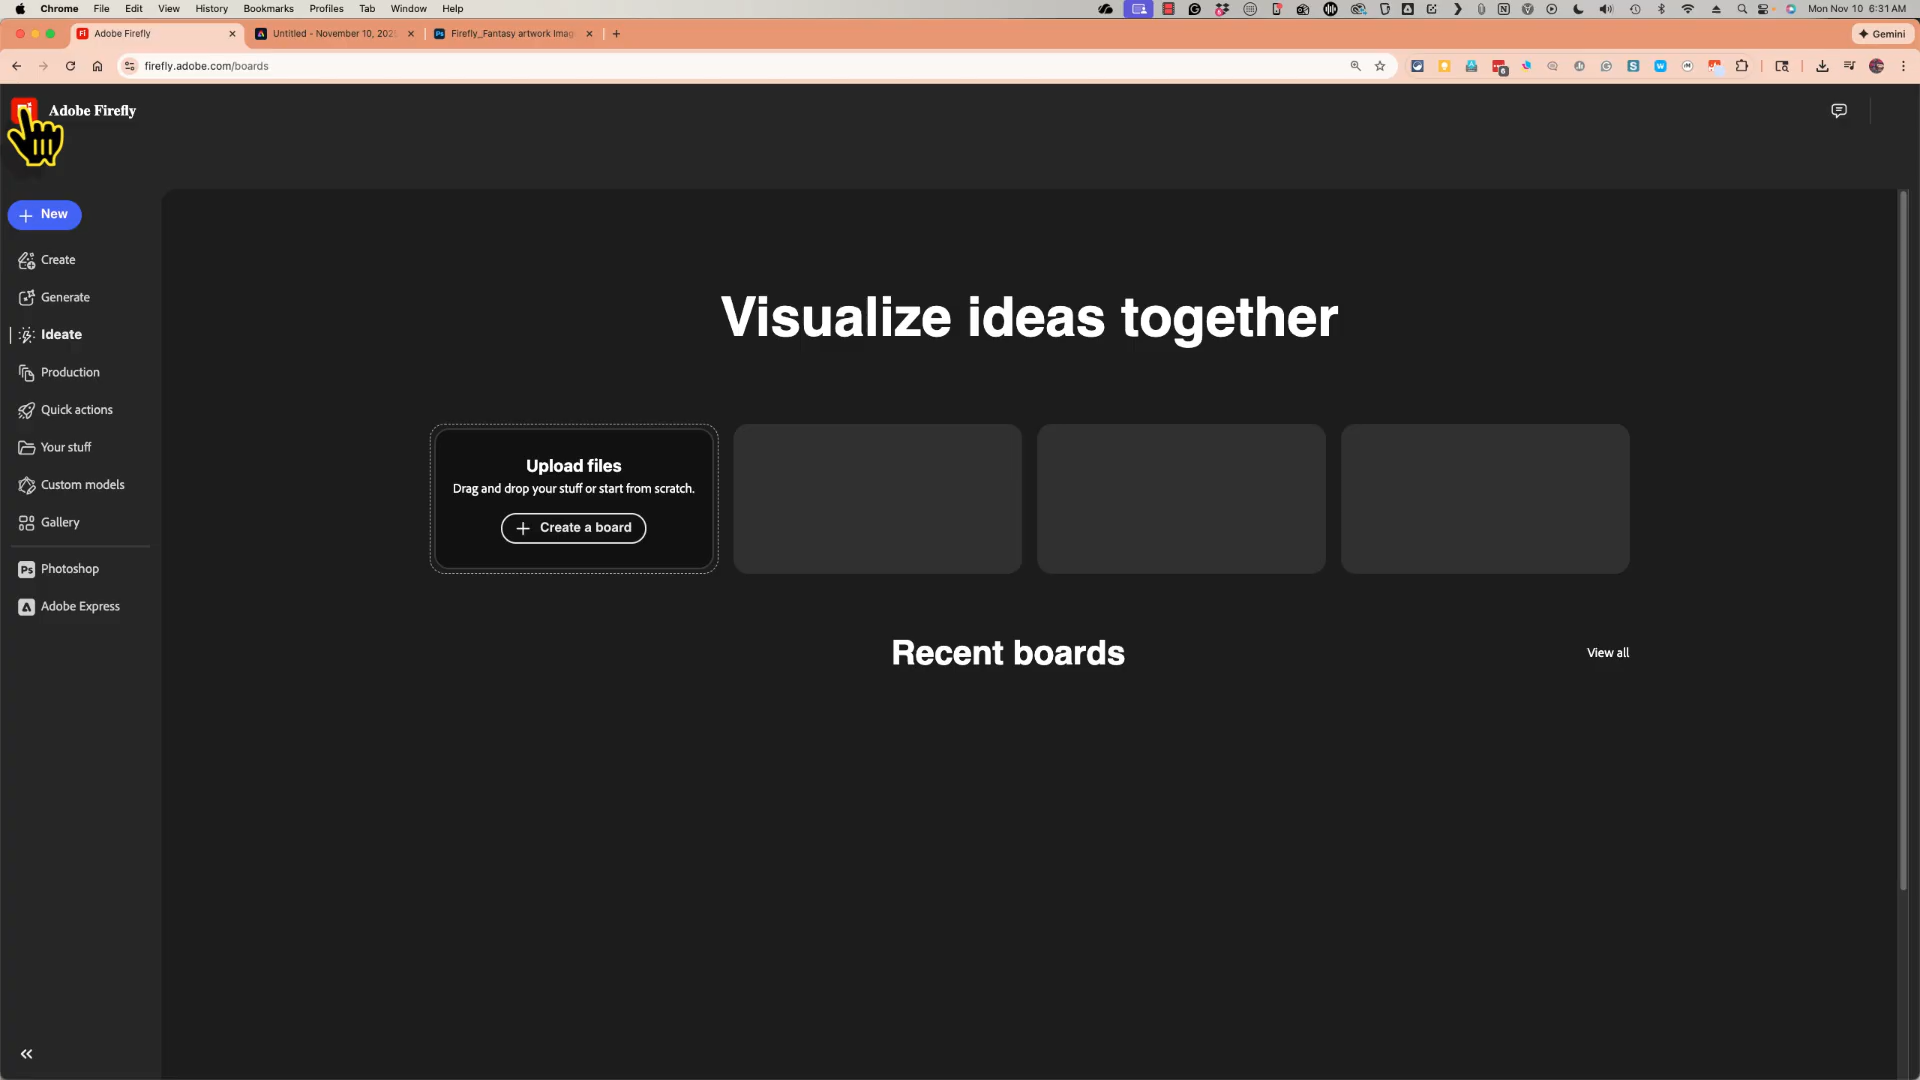 Chrome File Edit View History Bookmarks Profiles Tab Window Help
Mon Nov 10 6:31 AM
Adobe Firefly
Untitled - November 10, 202
Firefly_Fantasy artwork Imag
Gemini
firefly.adobe.com/boards
Adobe Firefly
New
Create
Generate
Ideate
Production
Quick actions
Your stuff
Custom models
Gallery
Ps Photoshop
Adobe Express
Visualize ideas together
Upload files
Drag and drop your stuff or start from scratch.
Create a board
Recent boards
View all